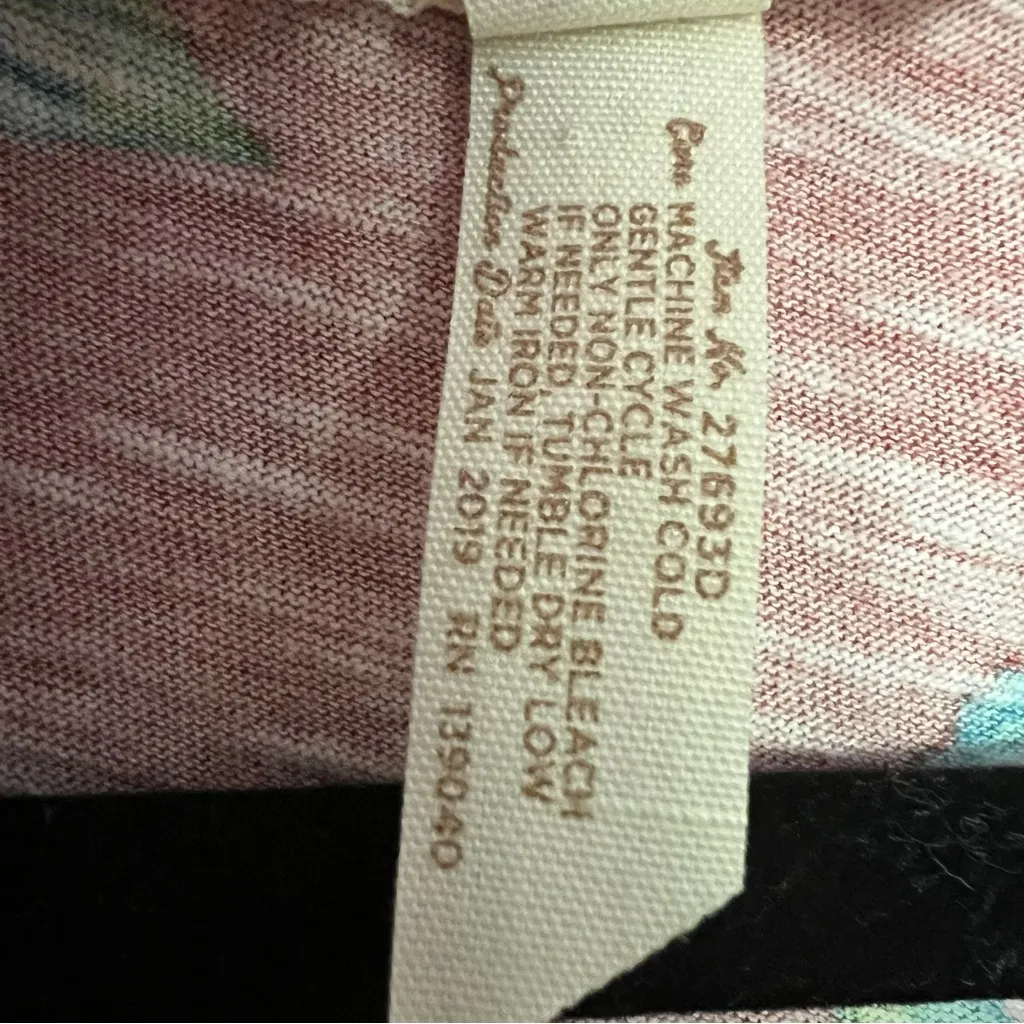 Item No. 27693D
Care MACHINE WASH COLD
GENTLE CYCLE
ONLY NON-CHLORINE BLEACH
IF NEEDED, TUMBLE DRY LOW
WARM IRON IF NEEDED
Production Date JAN 2019 RN 139040